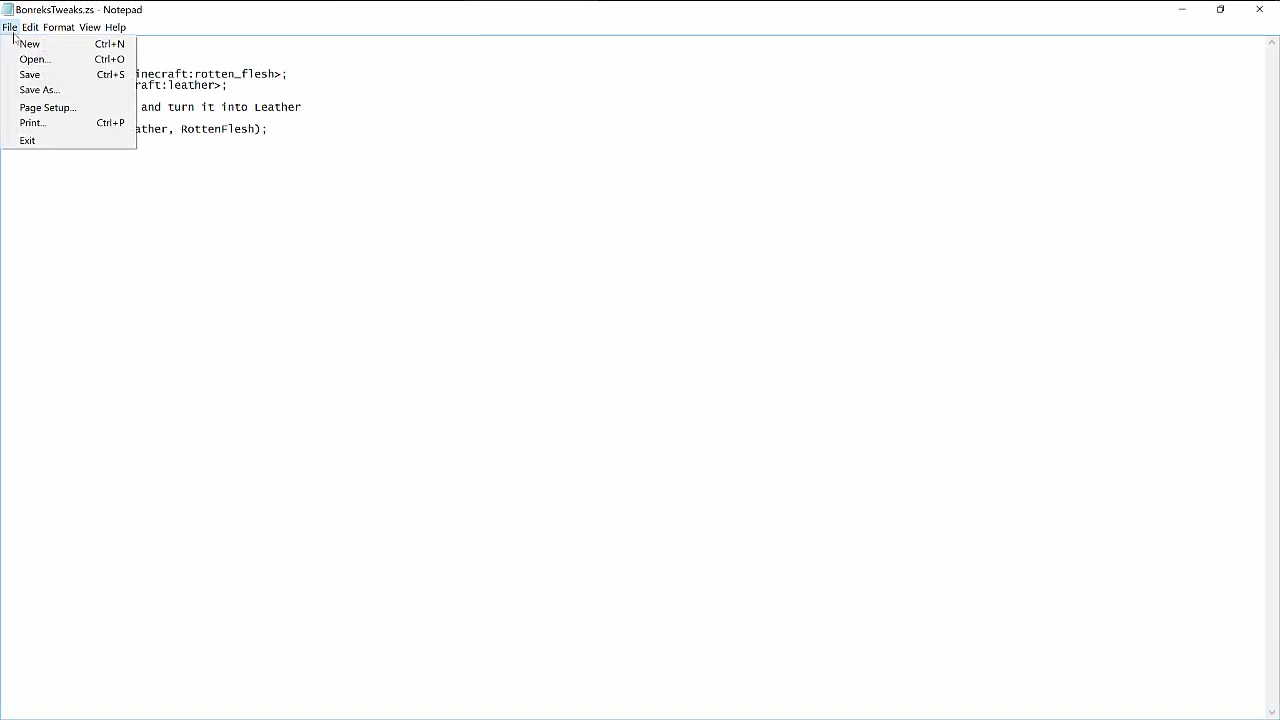 BonreksTweaks.zs - Notepad
File Edit Format View Help
New Ctrl+N
Open... Ctrl+O
Save Ctrl+S
Save As...
Page Setup...
Print... Ctrl+P
Exit
inecraft:rotten_flesh>;
raft:leather>;
and turn it into Leather
ather, RottenFlesh);